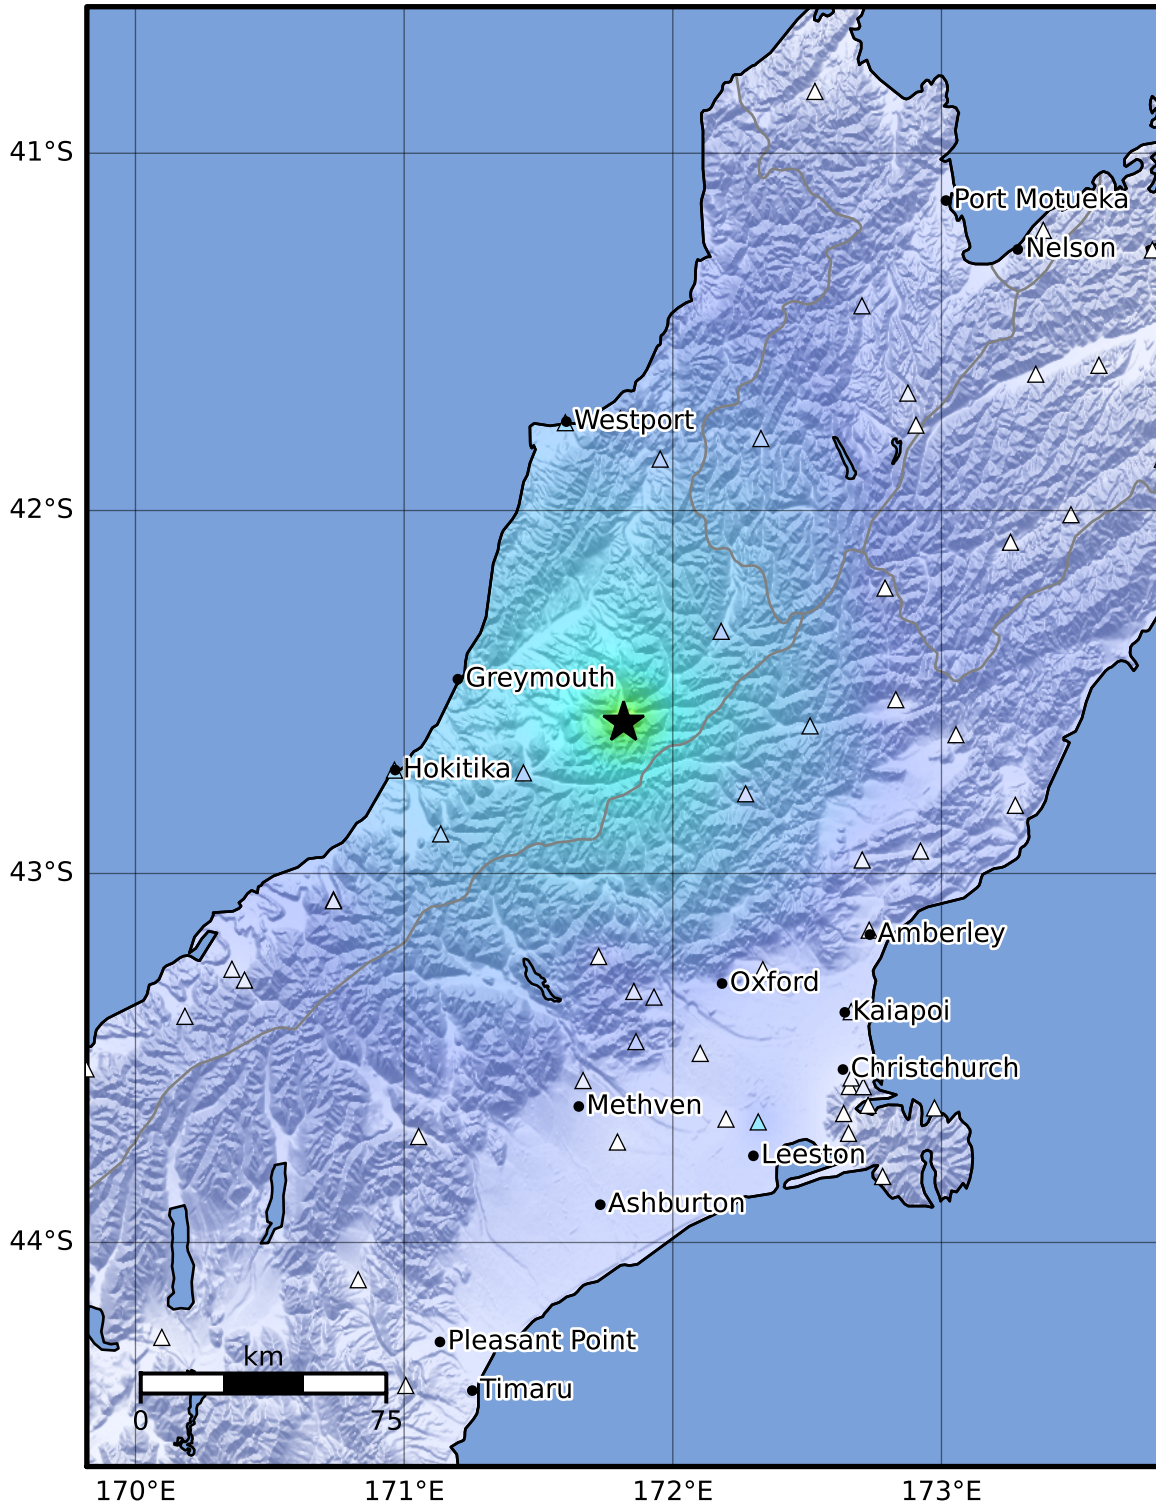 41°S
Port Motueka
Nelson
Westport
42°S
Greymouth
Hokitika
43°S
Amberley
Oxford
Kaiapoi
Christchurch
Methven
Leeston
Ashburton
44°S
Pleasant Point
km
Timaru
0 75
170°E 171°E 172°E 173°E